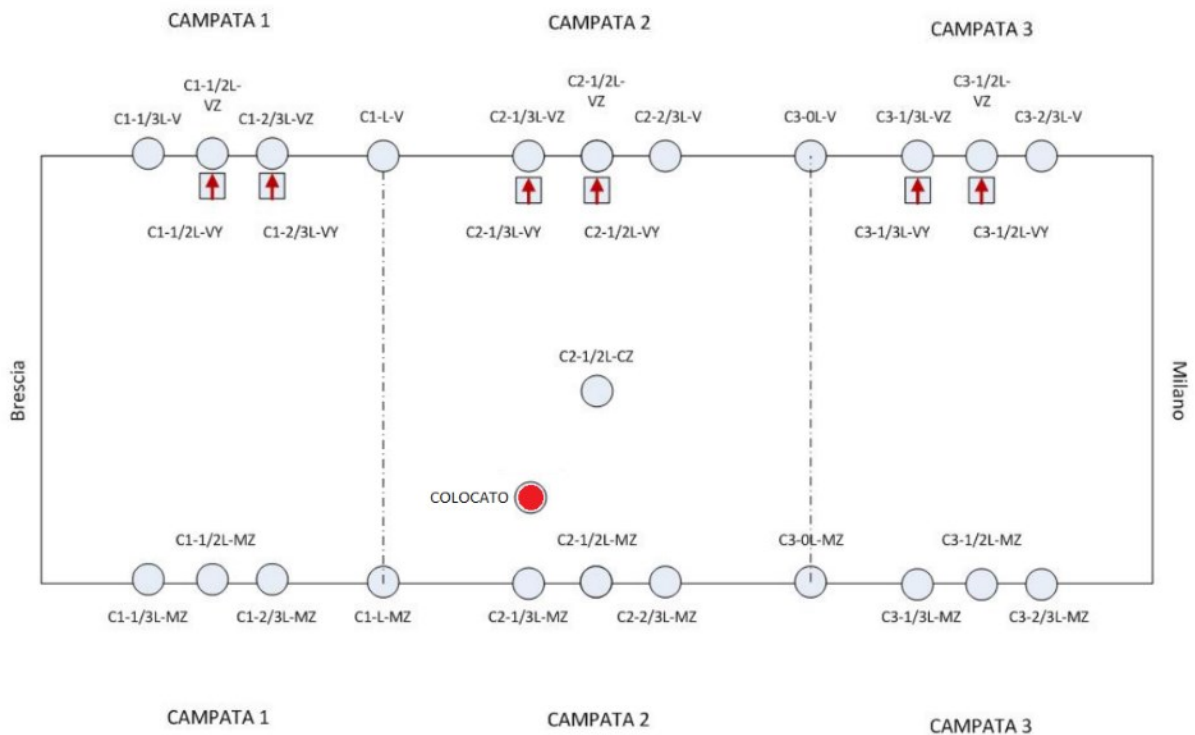 CAMPATA 1
CAMPATA 2
CAMPATA 3
C1-1/3L-V
C1-1/2L-
VZ
C1-2/3L-VZ
C1-L-V
C2-1/3L-VZ
C2-1/2L-
VZ
C2-2/3L-V
C3-0L-V
C3-1/3L-VZ
C3-1/2L-
VZ
C3-2/3L-V
C1-1/2L-VY
C1-2/3L-VY
C2-1/3L-VY
C2-1/2L-VY
C3-1/3L-VY
C3-1/2L-VY
Brescia
C2-1/2L-CZ
Milano
COLOCATO
C1-1/2L-MZ
C2-1/2L-MZ
C3-0L-MZ
C3-1/2L-MZ
C1-1/3L-MZ
C1-2/3L-MZ
C1-L-MZ
C2-1/3L-MZ
C2-2/3L-MZ
C3-1/3L-MZ
C3-2/3L-MZ
CAMPATA 1
CAMPATA 2
CAMPATA 3